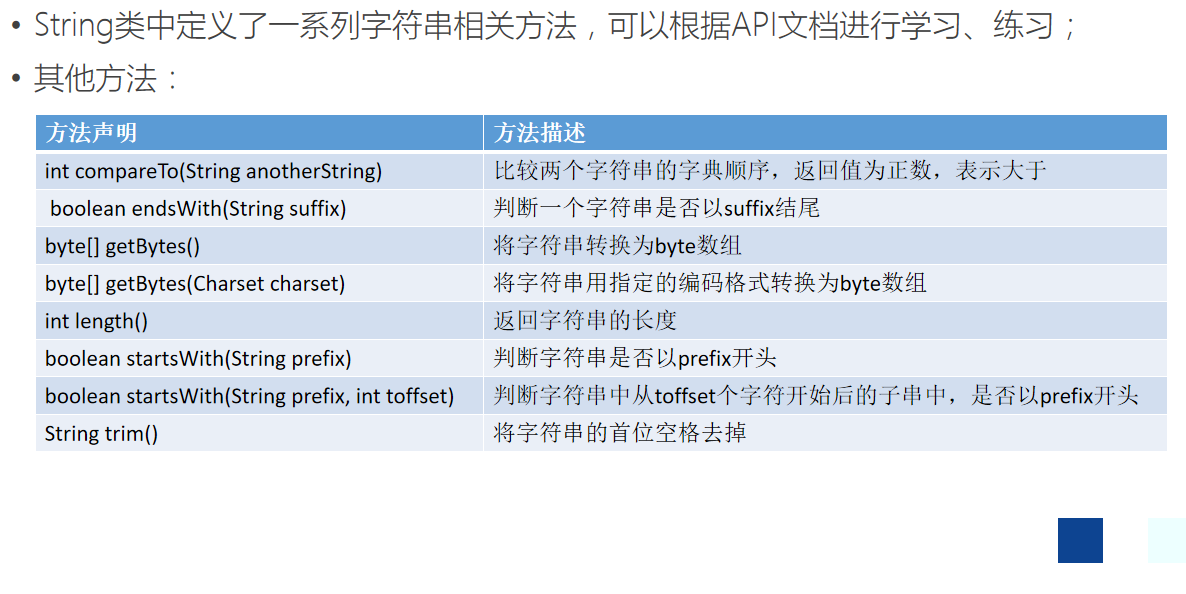 • String类中定义了一系列字符串相关方法，可以根据API文档进行学习、练习；
• 其他方法：
方法声明 方法描述
int compareTo(String anotherString) 比较两个字符串的字典顺序，返回值为正数，表示大于
boolean endsWith(String suffix) 判断一个字符串是否以suffix结尾
byte[] getBytes() 将字符串转换为byte数组
byte[] getBytes(Charset charset) 将字符串用指定的编码格式转换为byte数组
int length() 返回字符串的长度
boolean startsWith(String prefix) 判断字符串是否以prefix开头
boolean startsWith(String prefix, int toffset) 判断字符串中从toffset个字符开始后的子串中，是否以prefix开头
String trim() 将字符串的首位空格去掉